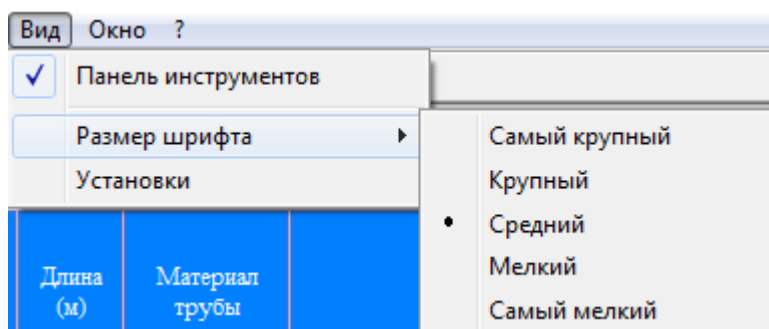 Вид Окно ?
Панель инструментов
Размер шрифта
Установки
Самый крупный
Крупный
Средний
Мелкий
Самый мелкий
Длина
(м)
Материал
трубы